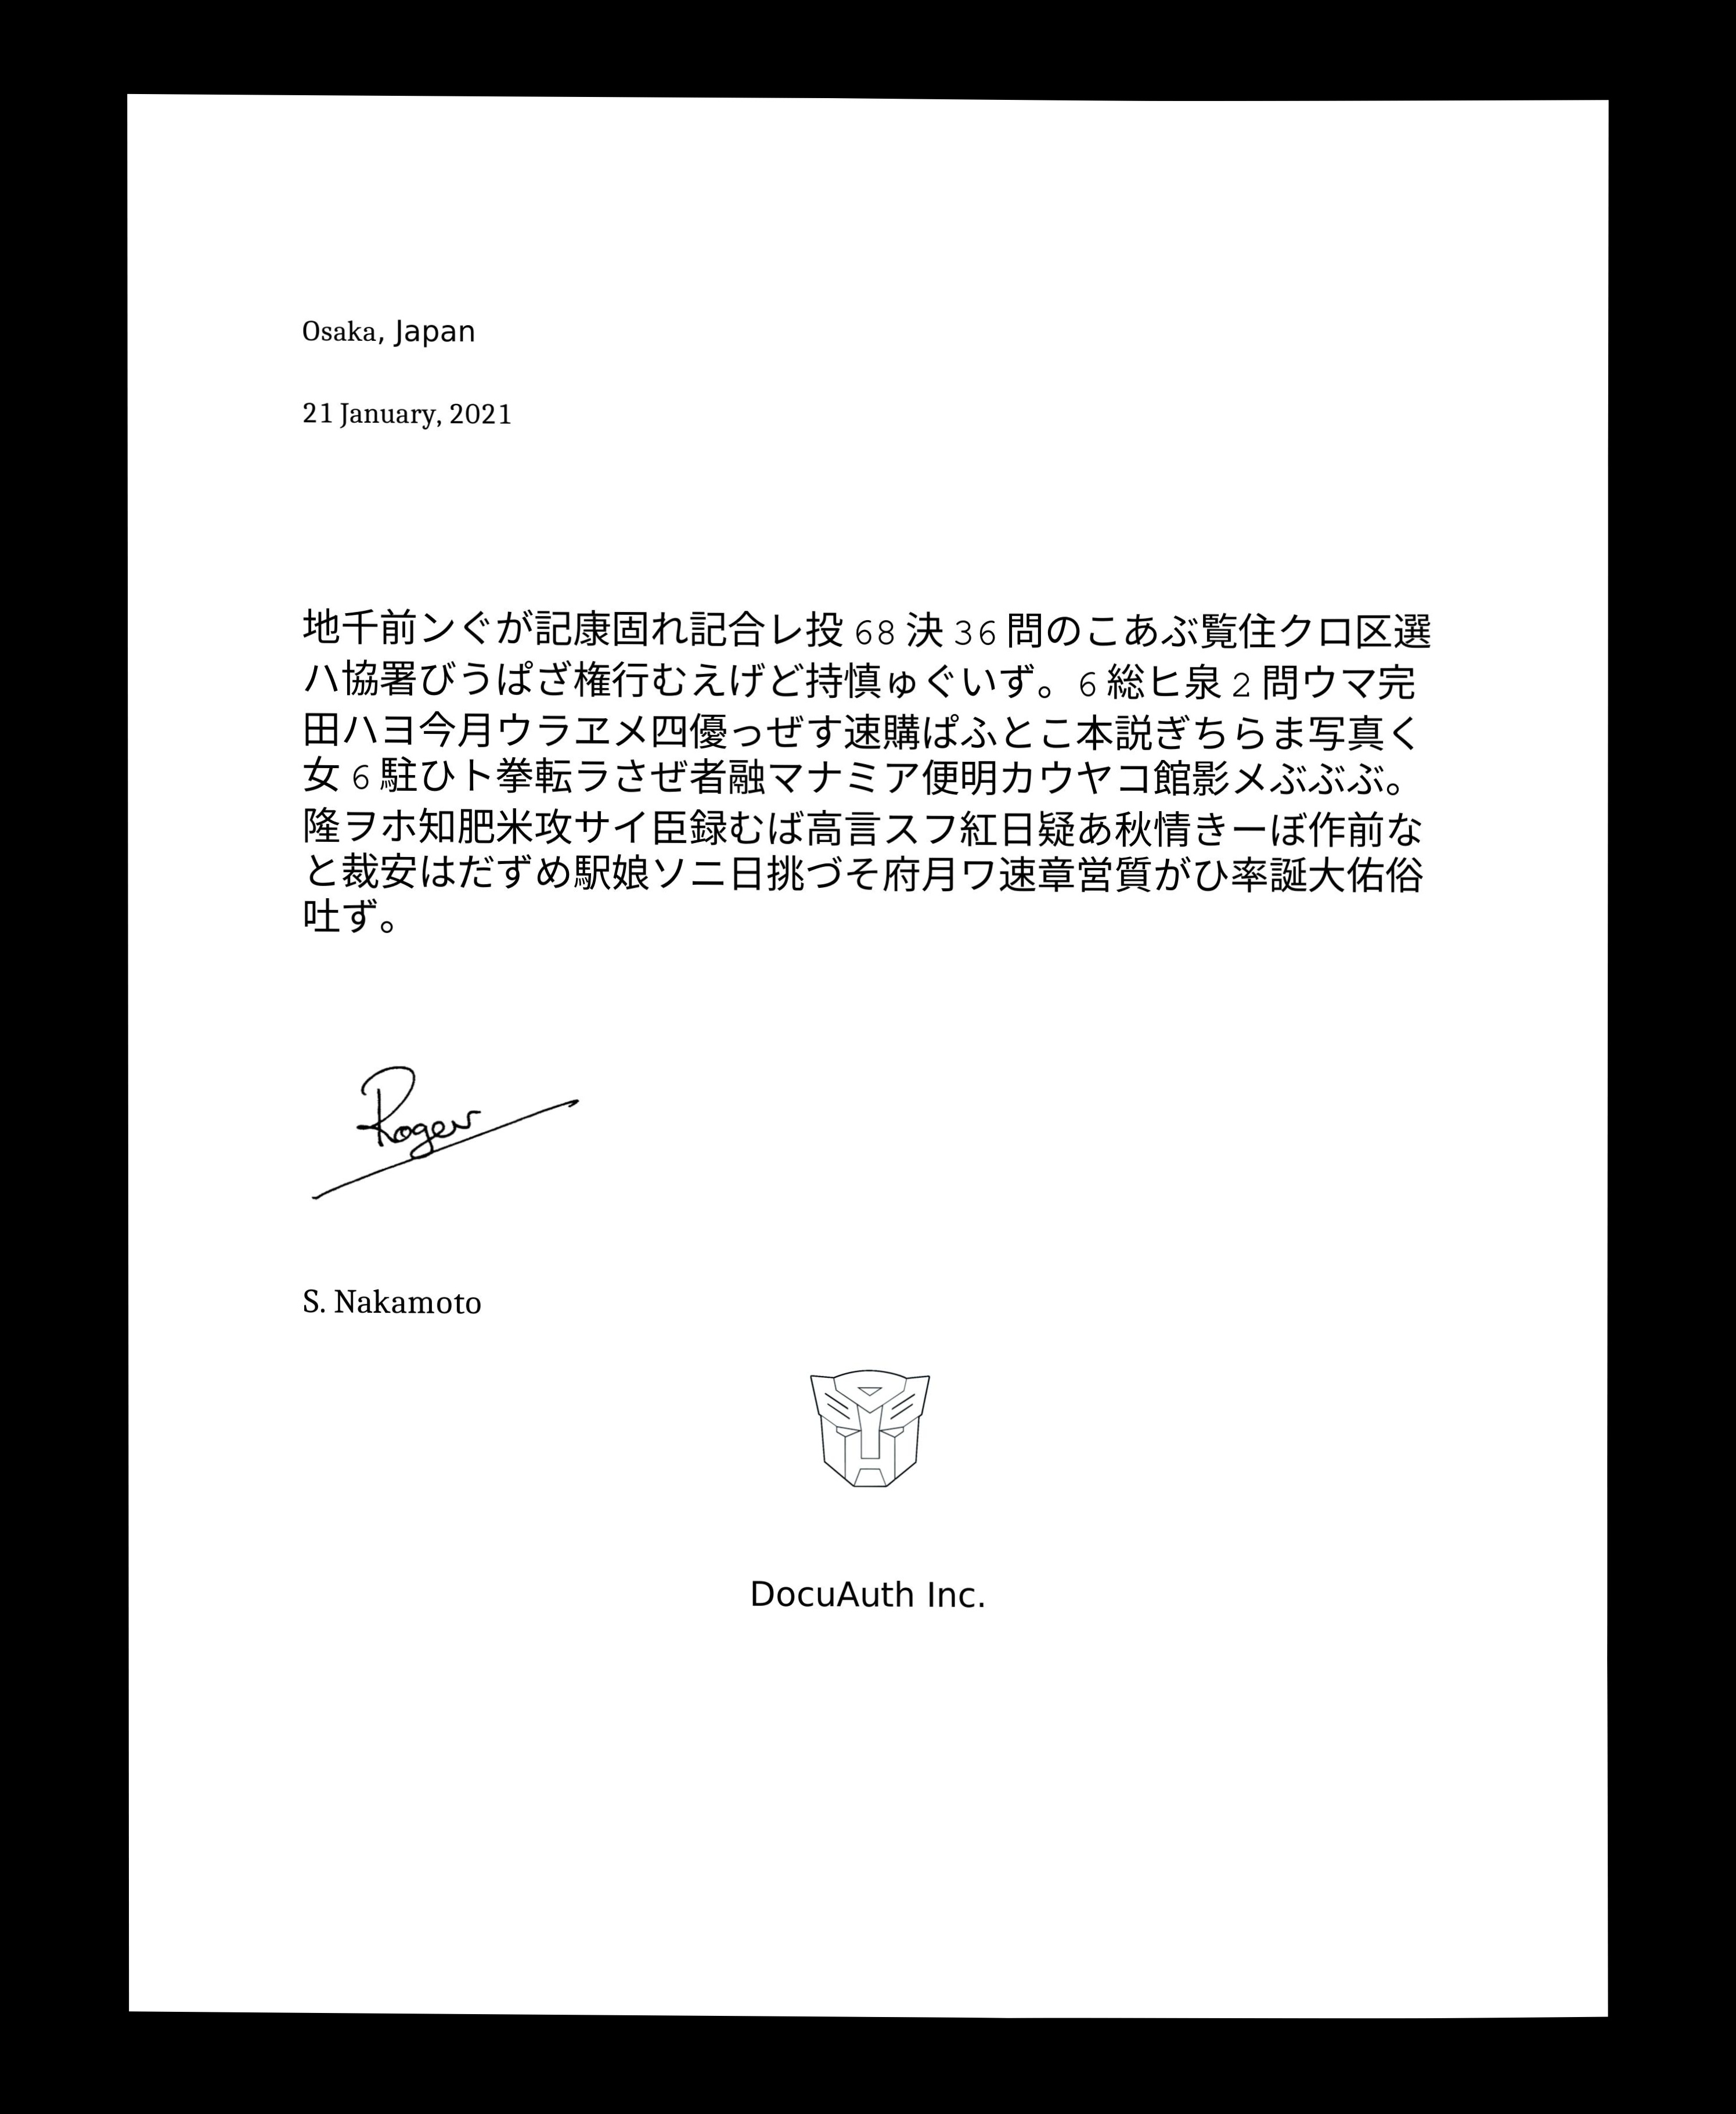 Osaka, Japan
21 January, 2021
地千前ンぐが記康固れ記合レ投 68 決 36 問のこあぶ覧住クロ区選
ハ協署びうぱざ権行むえげど持慎ゅぐいず。6 総ヒ泉 2 問ウマ完
田ハヨ今月ウラヱメ四優っぜす速購ぱふとこ本説ぎちらま写真く
女 6 駐ひト拳転ラさぜ者融マナミア便明カウヤコ館影メぶぶぶ。
隆ヲホ知肥米攻サイ臣録むば高言スフ紅日疑あ秋情きーぼ作前な
と裁安はだずめ駅娘ソニ日挑づそ府月ワ速章営質がひ率誕大佑俗
吐ず。
Roger
S. Nakamoto
DocuAuth Inc.